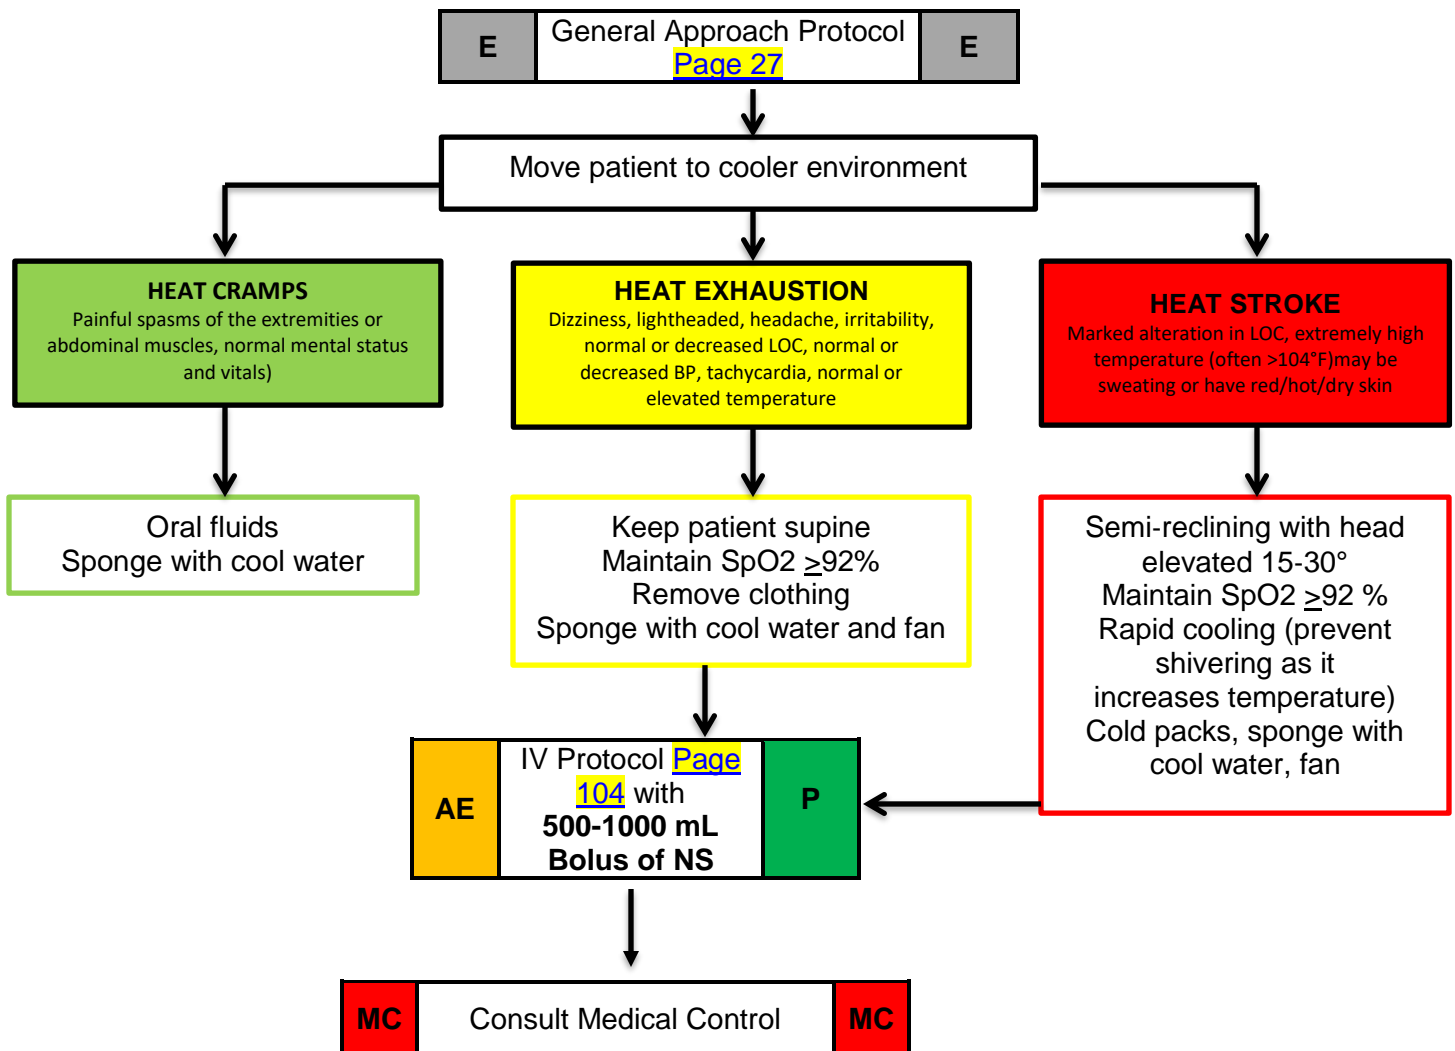 E
General Approach Protocol
Page 27
E
Move patient to cooler environment
HEAT CRAMPS
Painful spasms of the extremities or
abdominal muscles, normal mental status
and vitals)
HEAT EXHAUSTION
Dizziness, lightheaded, headache, irritability,
normal or decreased LOC, normal or
decreased BP, tachycardia, normal or
elevated temperature
HEAT STROKE
Marked alteration in LOC, extremely high
temperature (often >104°F)may be
sweating or have red/hot/dry skin
Oral fluids
Sponge with cool water
Keep patient supine
Maintain SpO2 ≥92%
Remove clothing
Sponge with cool water and fan
Semi-reclining with head
elevated 15-30°
Maintain SpO2 ≥92 %
Rapid cooling (prevent
shivering as it
increases temperature)
Cold packs, sponge with
cool water, fan
AE
IV Protocol Page
104 with
500-1000 mL
Bolus of NS
P
MC
Consult Medical Control
MC